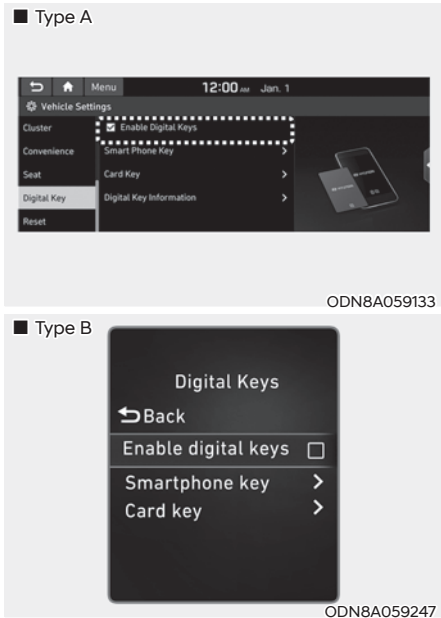 ■ Type A
Menu 12:00 AM Jan. 1
Vehicle Settings
Cluster
Enable Digital Keys
Convenience
Smart Phone Key >
Seat
Card Key >
Digital Key
Digital Key Information >
Reset
ODN8A059133
■ Type B
Digital Keys
Back
Enable digital keys
Smartphone key >
Card key >
ODN8A059247